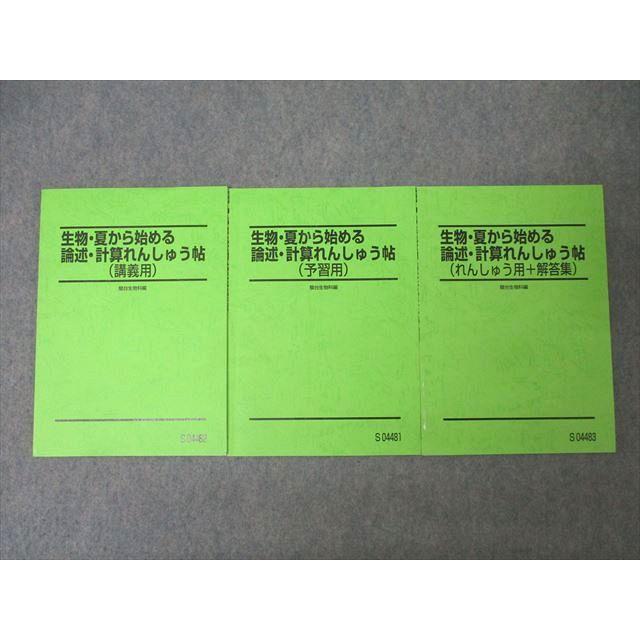 生物・夏から始める
論述・計算れんしゅう帖
(講義用)
駿台生物科編
S 04482
生物・夏から始める
論述・計算れんしゅう帖
(予習用)
駿台生物科編
S 04481
生物・夏から始める
論述・計算れんしゅう帖
(れんしゅう用+解答集)
駿台生物科編
S 04483